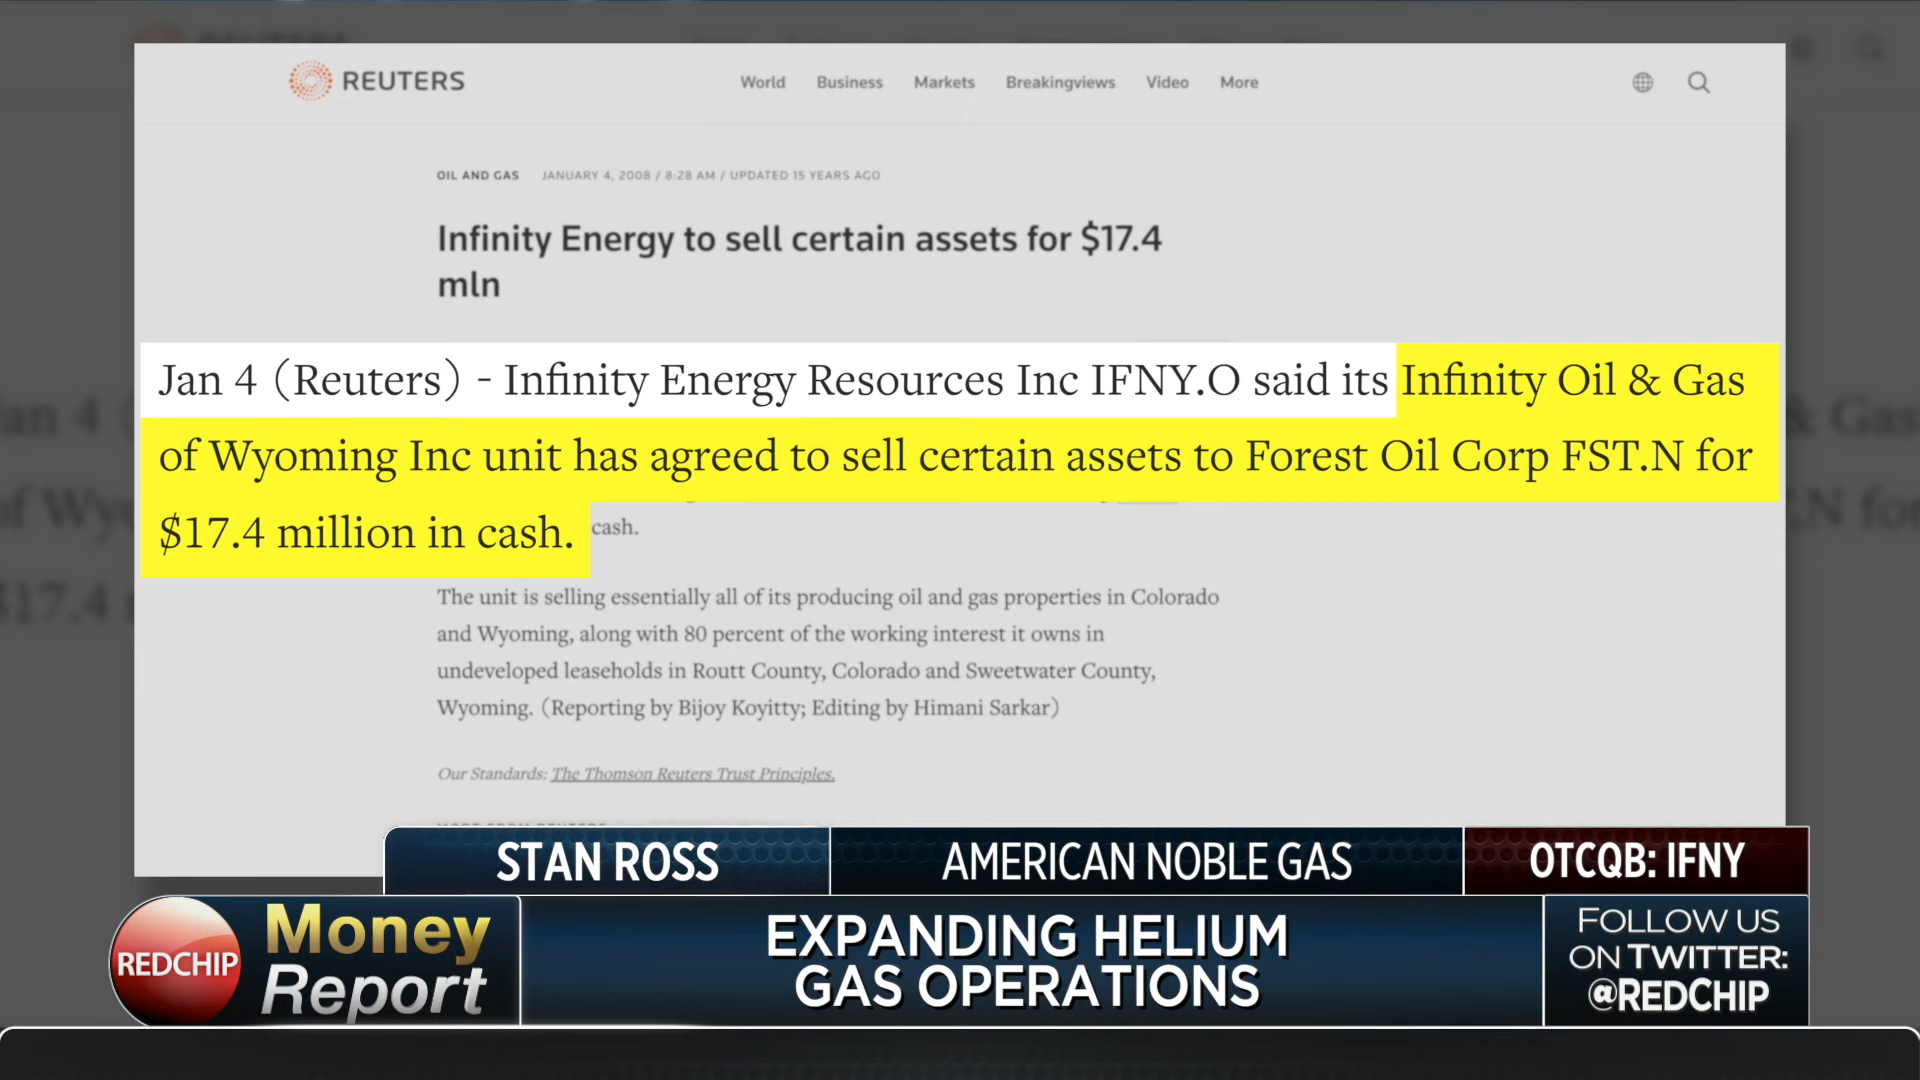 REUTERS
World Business Markets Breakingviews Video More
OIL AND GAS JANUARY 4, 2008 / 8:28 AM / UPDATED 15 YEARS AGO
Infinity Energy to sell certain assets for $17.4
mln
Jan 4 (Reuters) - Infinity Energy Resources Inc IFNY.O said its Infinity Oil & Gas
of Wyoming Inc unit has agreed to sell certain assets to Forest Oil Corp FST.N for
$17.4 million in cash.
cash.
The unit is selling essentially all of its producing oil and gas properties in Colorado
and Wyoming, along with 80 percent of the working interest it owns in
undeveloped leaseholds in Routt County, Colorado and Sweetwater County,
Wyoming. (Reporting by Bijoy Koyitty; Editing by Himani Sarkar)
Our Standards: The Thomson Reuters Trust Principles.
STAN ROSS
AMERICAN NOBLE GAS
OTCQB: IFNY
REDCHIP
Money
Report
EXPANDING HELIUM
GAS OPERATIONS
FOLLOW US
ON TWITTER:
@REDCHIP